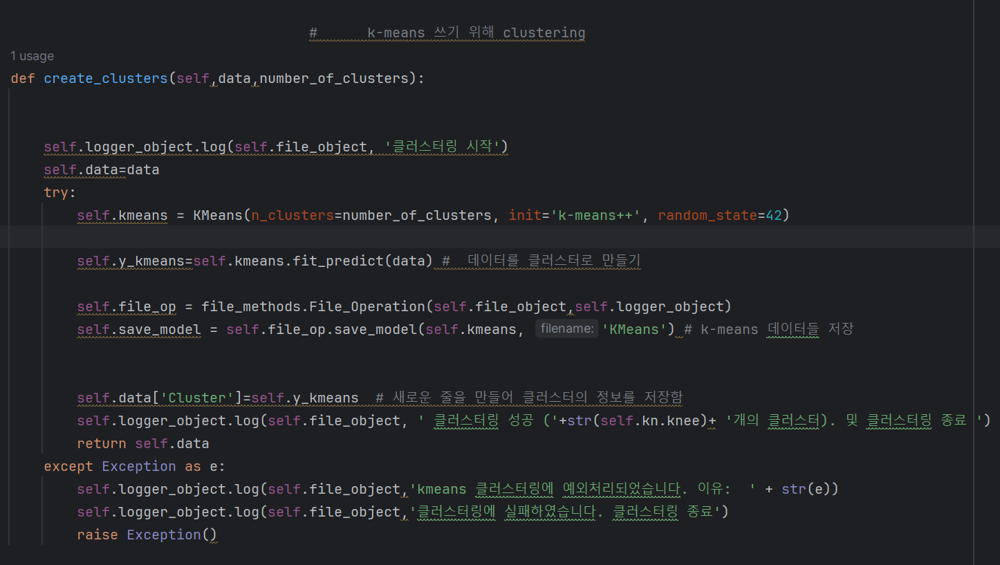 #      k-means 쓰기 위해 clustering
1 usage
def create_clusters(self,data,number_of_clusters):
self.logger_object.log(self.file_object, '클러스터링 시작')
self.data=data
try:
self.kmeans = KMeans(n_clusters=number_of_clusters, init='k-means++', random_state=42)
self.y_kmeans=self.kmeans.fit_predict(data) #  데이터를 클러스터로 만들기
self.file_op = file_methods.File_Operation(self.file_object,self.logger_object)
self.save_model = self.file_op.save_model(self.kmeans, filename: 'KMeans') # k-means 데이터들 저장
self.data['Cluster']=self.y_kmeans  # 새로운 줄을 만들어 클러스터의 정보를 저장함
self.logger_object.log(self.file_object, ' 클러스터링 성공 ('+str(self.kn.knee)+ '개의 클러스터). 및 클러스터링 종료 ')
return self.data
except Exception as e:
self.logger_object.log(self.file_object,'kmeans 클러스터링에 예외처리되었습니다. 이유:  ' + str(e))
self.logger_object.log(self.file_object,'클러스터링에 실패하였습니다. 클러스터링 종료')
raise Exception()